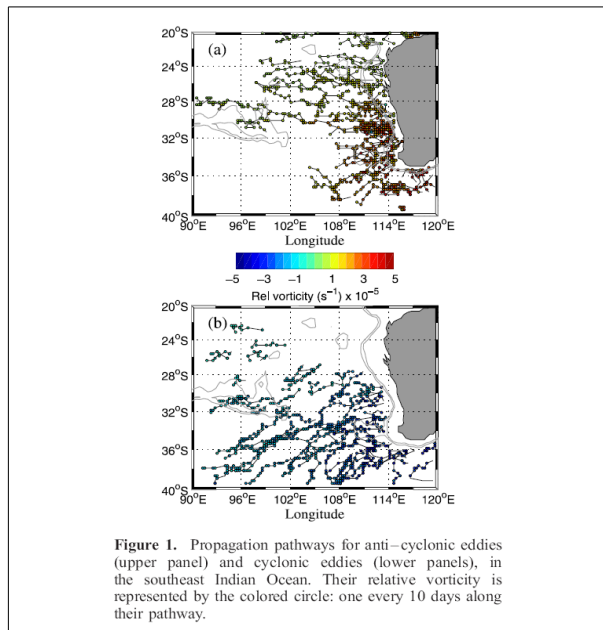 20°S
(a)
24°S
28°S
32°S
36°S
40°S
90°E 96°E 102°E 108°E 114°E 120°E
Longitude
−5 −3 −1 1 3 5
Rel vorticity (s⁻¹) x 10⁻⁵
20°S
(b)
24°S
28°S
32°S
36°S
40°S
90°E 96°E 102°E 108°E 114°E 120°E
Longitude
Figure 1. Propagation pathways for anti–cyclonic eddies
(upper panel) and cyclonic eddies (lower panels), in
the southeast Indian Ocean. Their relative vorticity is
represented by the colored circle: one every 10 days along
their pathway.